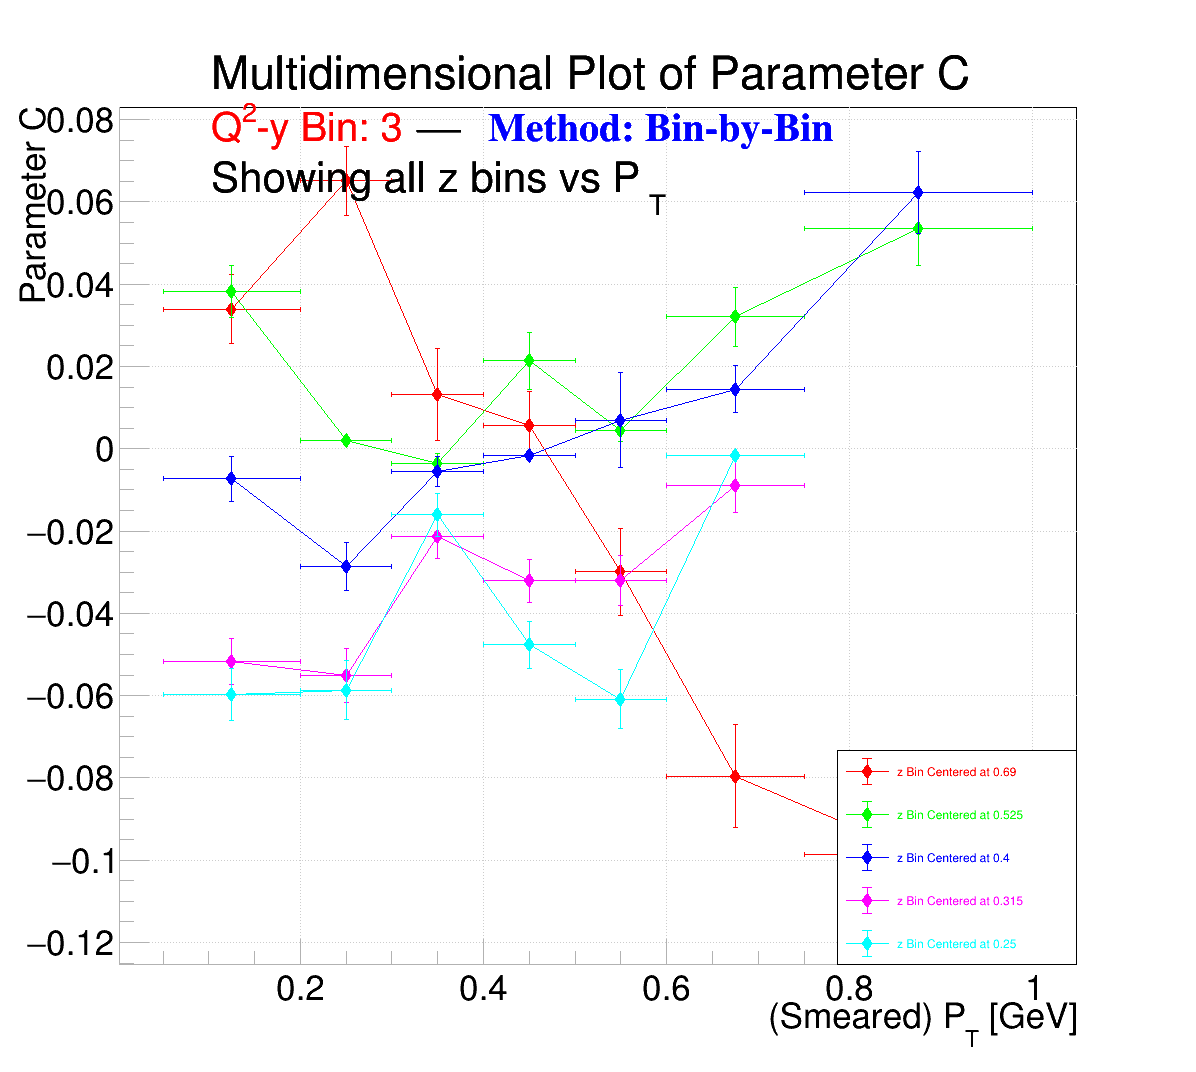 Multidimensional Plot of Parameter C
Q²-y Bin: 3 — Method: Bin-by-Bin
Showing all z bins vs P_T
Parameter C
0.08
0.06
0.04
0.02
0
−0.02
−0.04
−0.06
−0.08
−0.1
−0.12
z Bin Centered at 0.69
z Bin Centered at 0.525
z Bin Centered at 0.4
z Bin Centered at 0.315
z Bin Centered at 0.25
0.2 0.4 0.6 0.8 1
(Smeared) P_T [GeV]